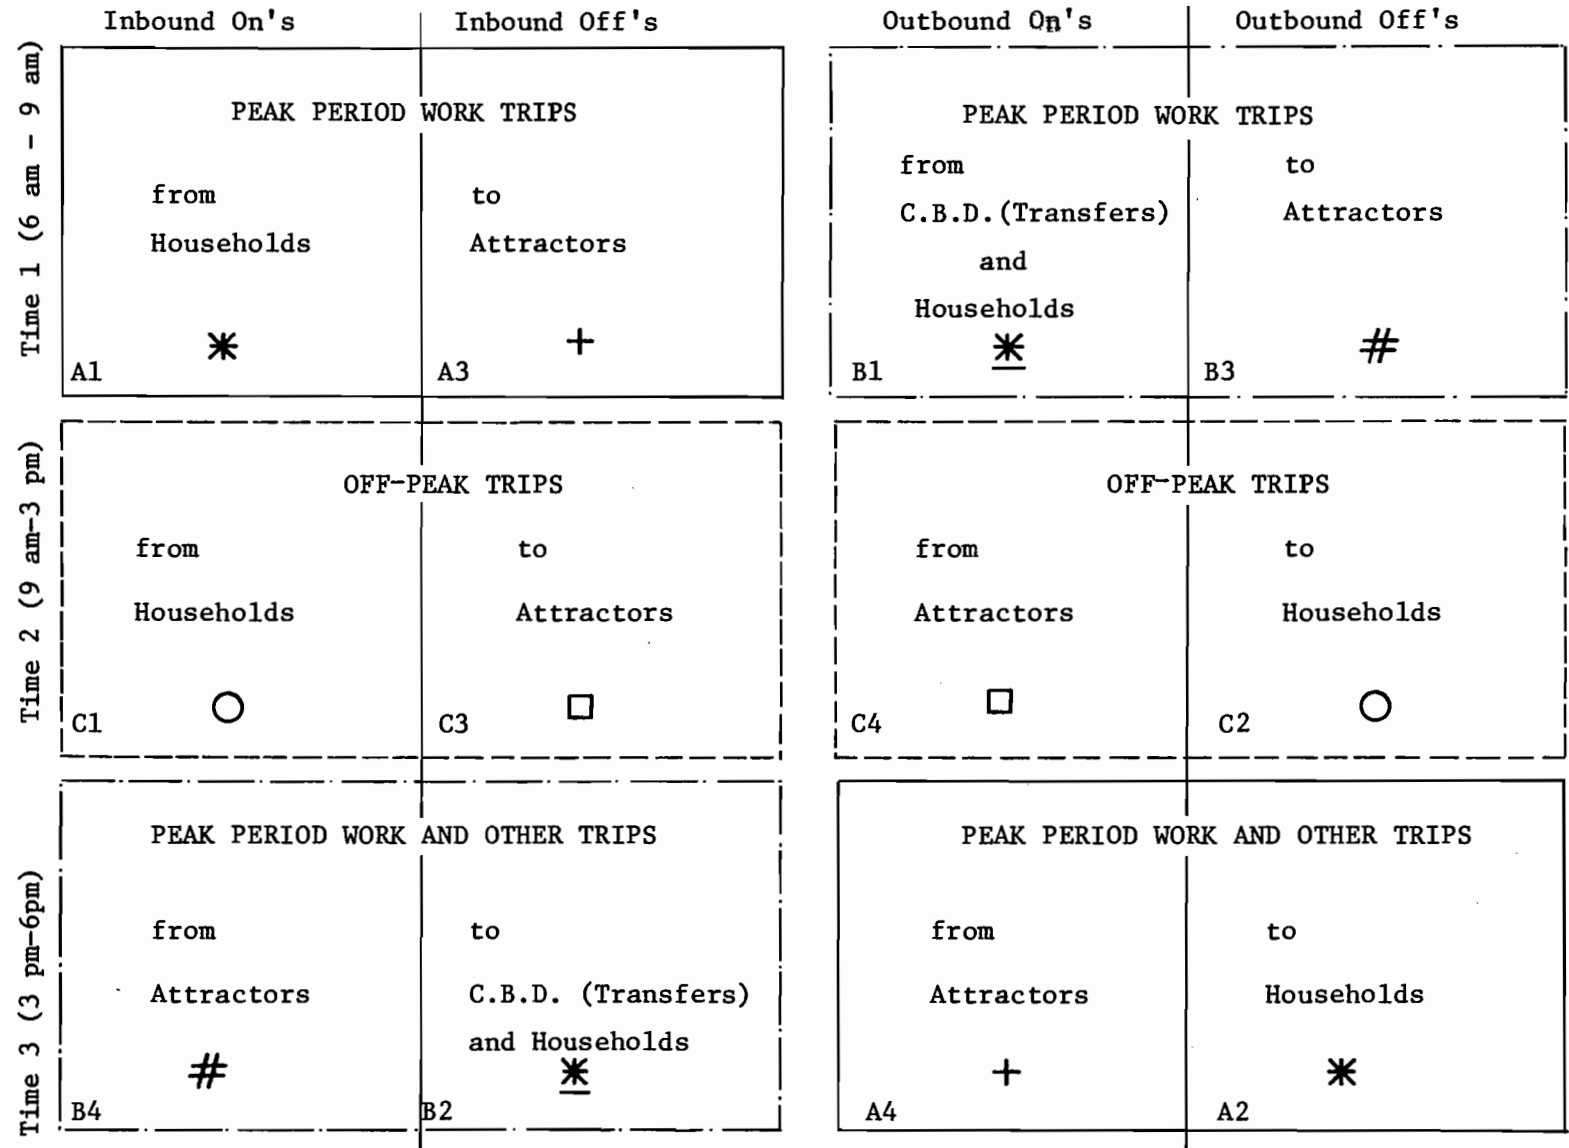 Inbound On's Inbound Off's Outbound On's Outbound Off's
Time 1 (6 am - 9 am)
PEAK PERIOD WORK TRIPS
from to
Households Attractors
* +
A1 A3
PEAK PERIOD WORK TRIPS
from to
C.B.D.(Transfers) Attractors
and
Households
* #
B1 B3
Time 2 (9 am-3 pm)
OFF-PEAK TRIPS
from to
Households Attractors
C1 C3
OFF-PEAK TRIPS
from to
Attractors Households
C4 C2
Time 3 (3 pm-6pm)
PEAK PERIOD WORK AND OTHER TRIPS
from to
Attractors C.B.D. (Transfers)
and Households
# *
B4 B2
PEAK PERIOD WORK AND OTHER TRIPS
from to
Attractors Households
+ *
A4 A2